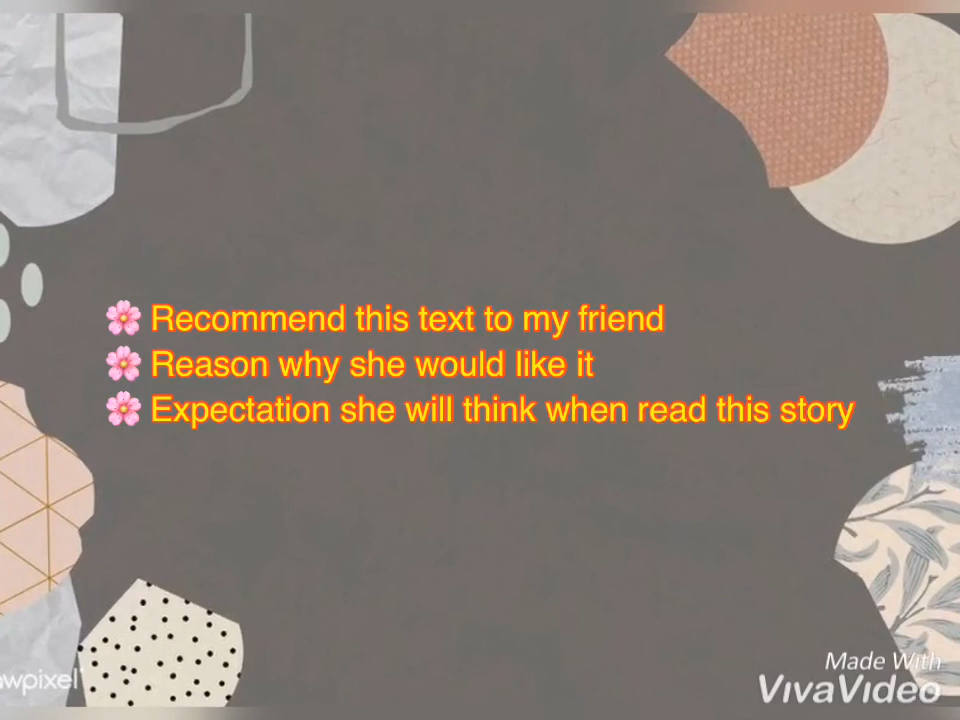 🌸 Recommend this text to my friend
🌸 Reason why she would like it
🌸 Expectation she will think when read this story
Made With
VivaVideo
wpixel